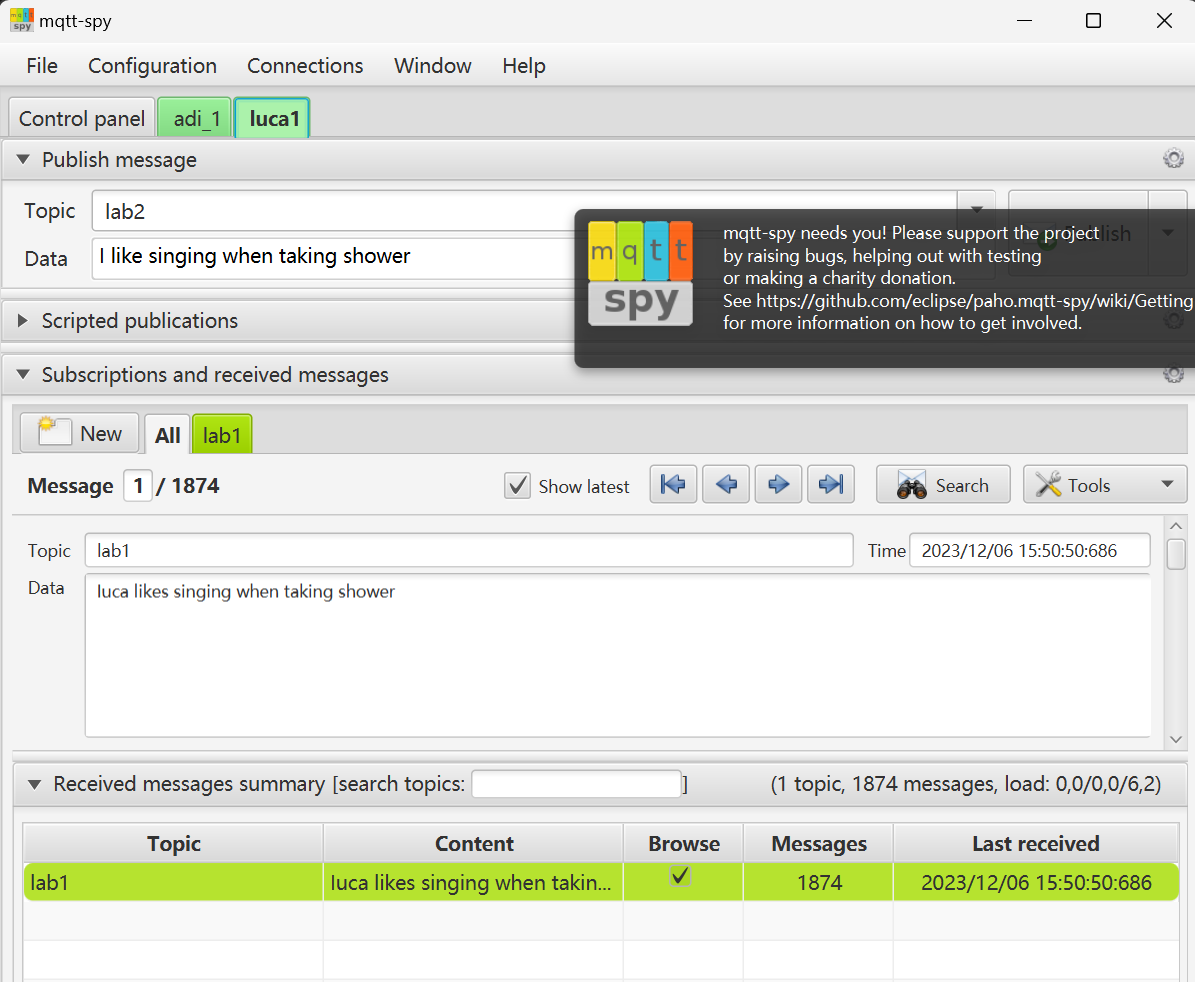 mqtt-spy
File Configuration Connections Window Help
Control panel adi_1 luca1
Publish message
Topic lab2
Data I like singing when taking shower
mqtt
spy
mqtt-spy needs you! Please support the project
by raising bugs, helping out with testing
or making a charity donation.
See https://github.com/eclipse/paho.mqtt-spy/wiki/Getting
for more information on how to get involved.
Scripted publications
Subscriptions and received messages
New All lab1
Message 1 / 1874 Show latest Search Tools
Topic lab1 Time 2023/12/06 15:50:50:686
Data luca likes singing when taking shower
Received messages summary [search topics: ] (1 topic, 1874 messages, load: 0,0/0,0/6,2)
Topic Content Browse Messages Last received
lab1 luca likes singing when takin... 1874 2023/12/06 15:50:50:686